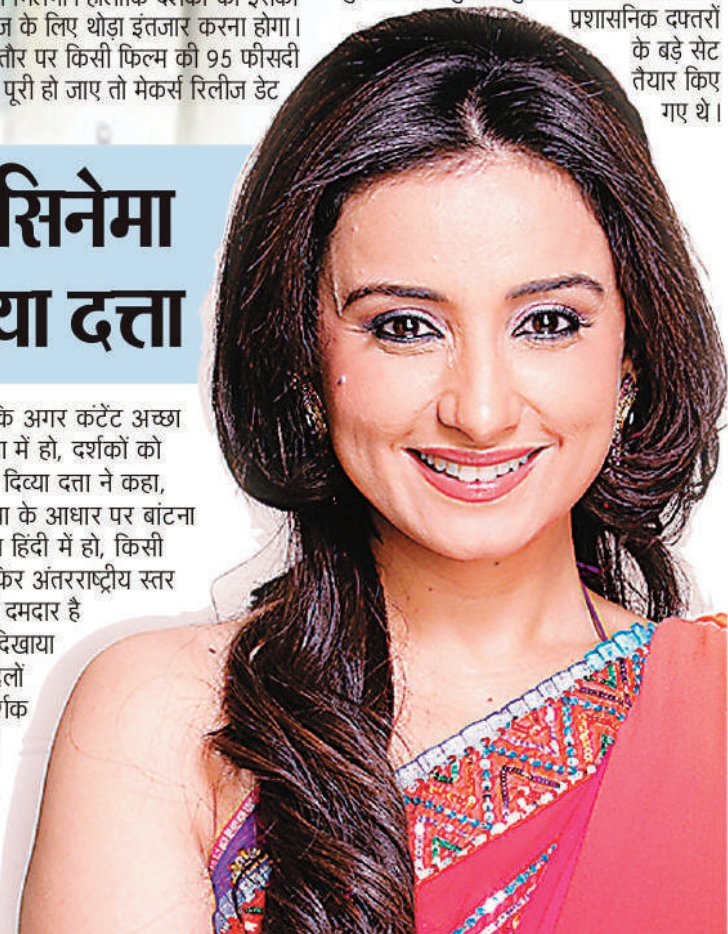 ज के लिए थोड़ा इंतजार करना होगा।
तौर पर किसी फिल्म की 95 फीसदी
पूरी हो जाए तो मेकर्स रिलीज डेट
प्रशासनिक दफ्तरों
के बड़े सेट
तैयार किए
गए थे।
सिनेमा
या दत्ता
कि अगर कंटेंट अच्छा
में हो, दर्शकों को
दिव्या दत्ता ने कहा,
के आधार पर बांटना
हिंदी में हो, किसी
फिर अंतरराष्ट्रीय स्तर
दमदार है
दिखाया